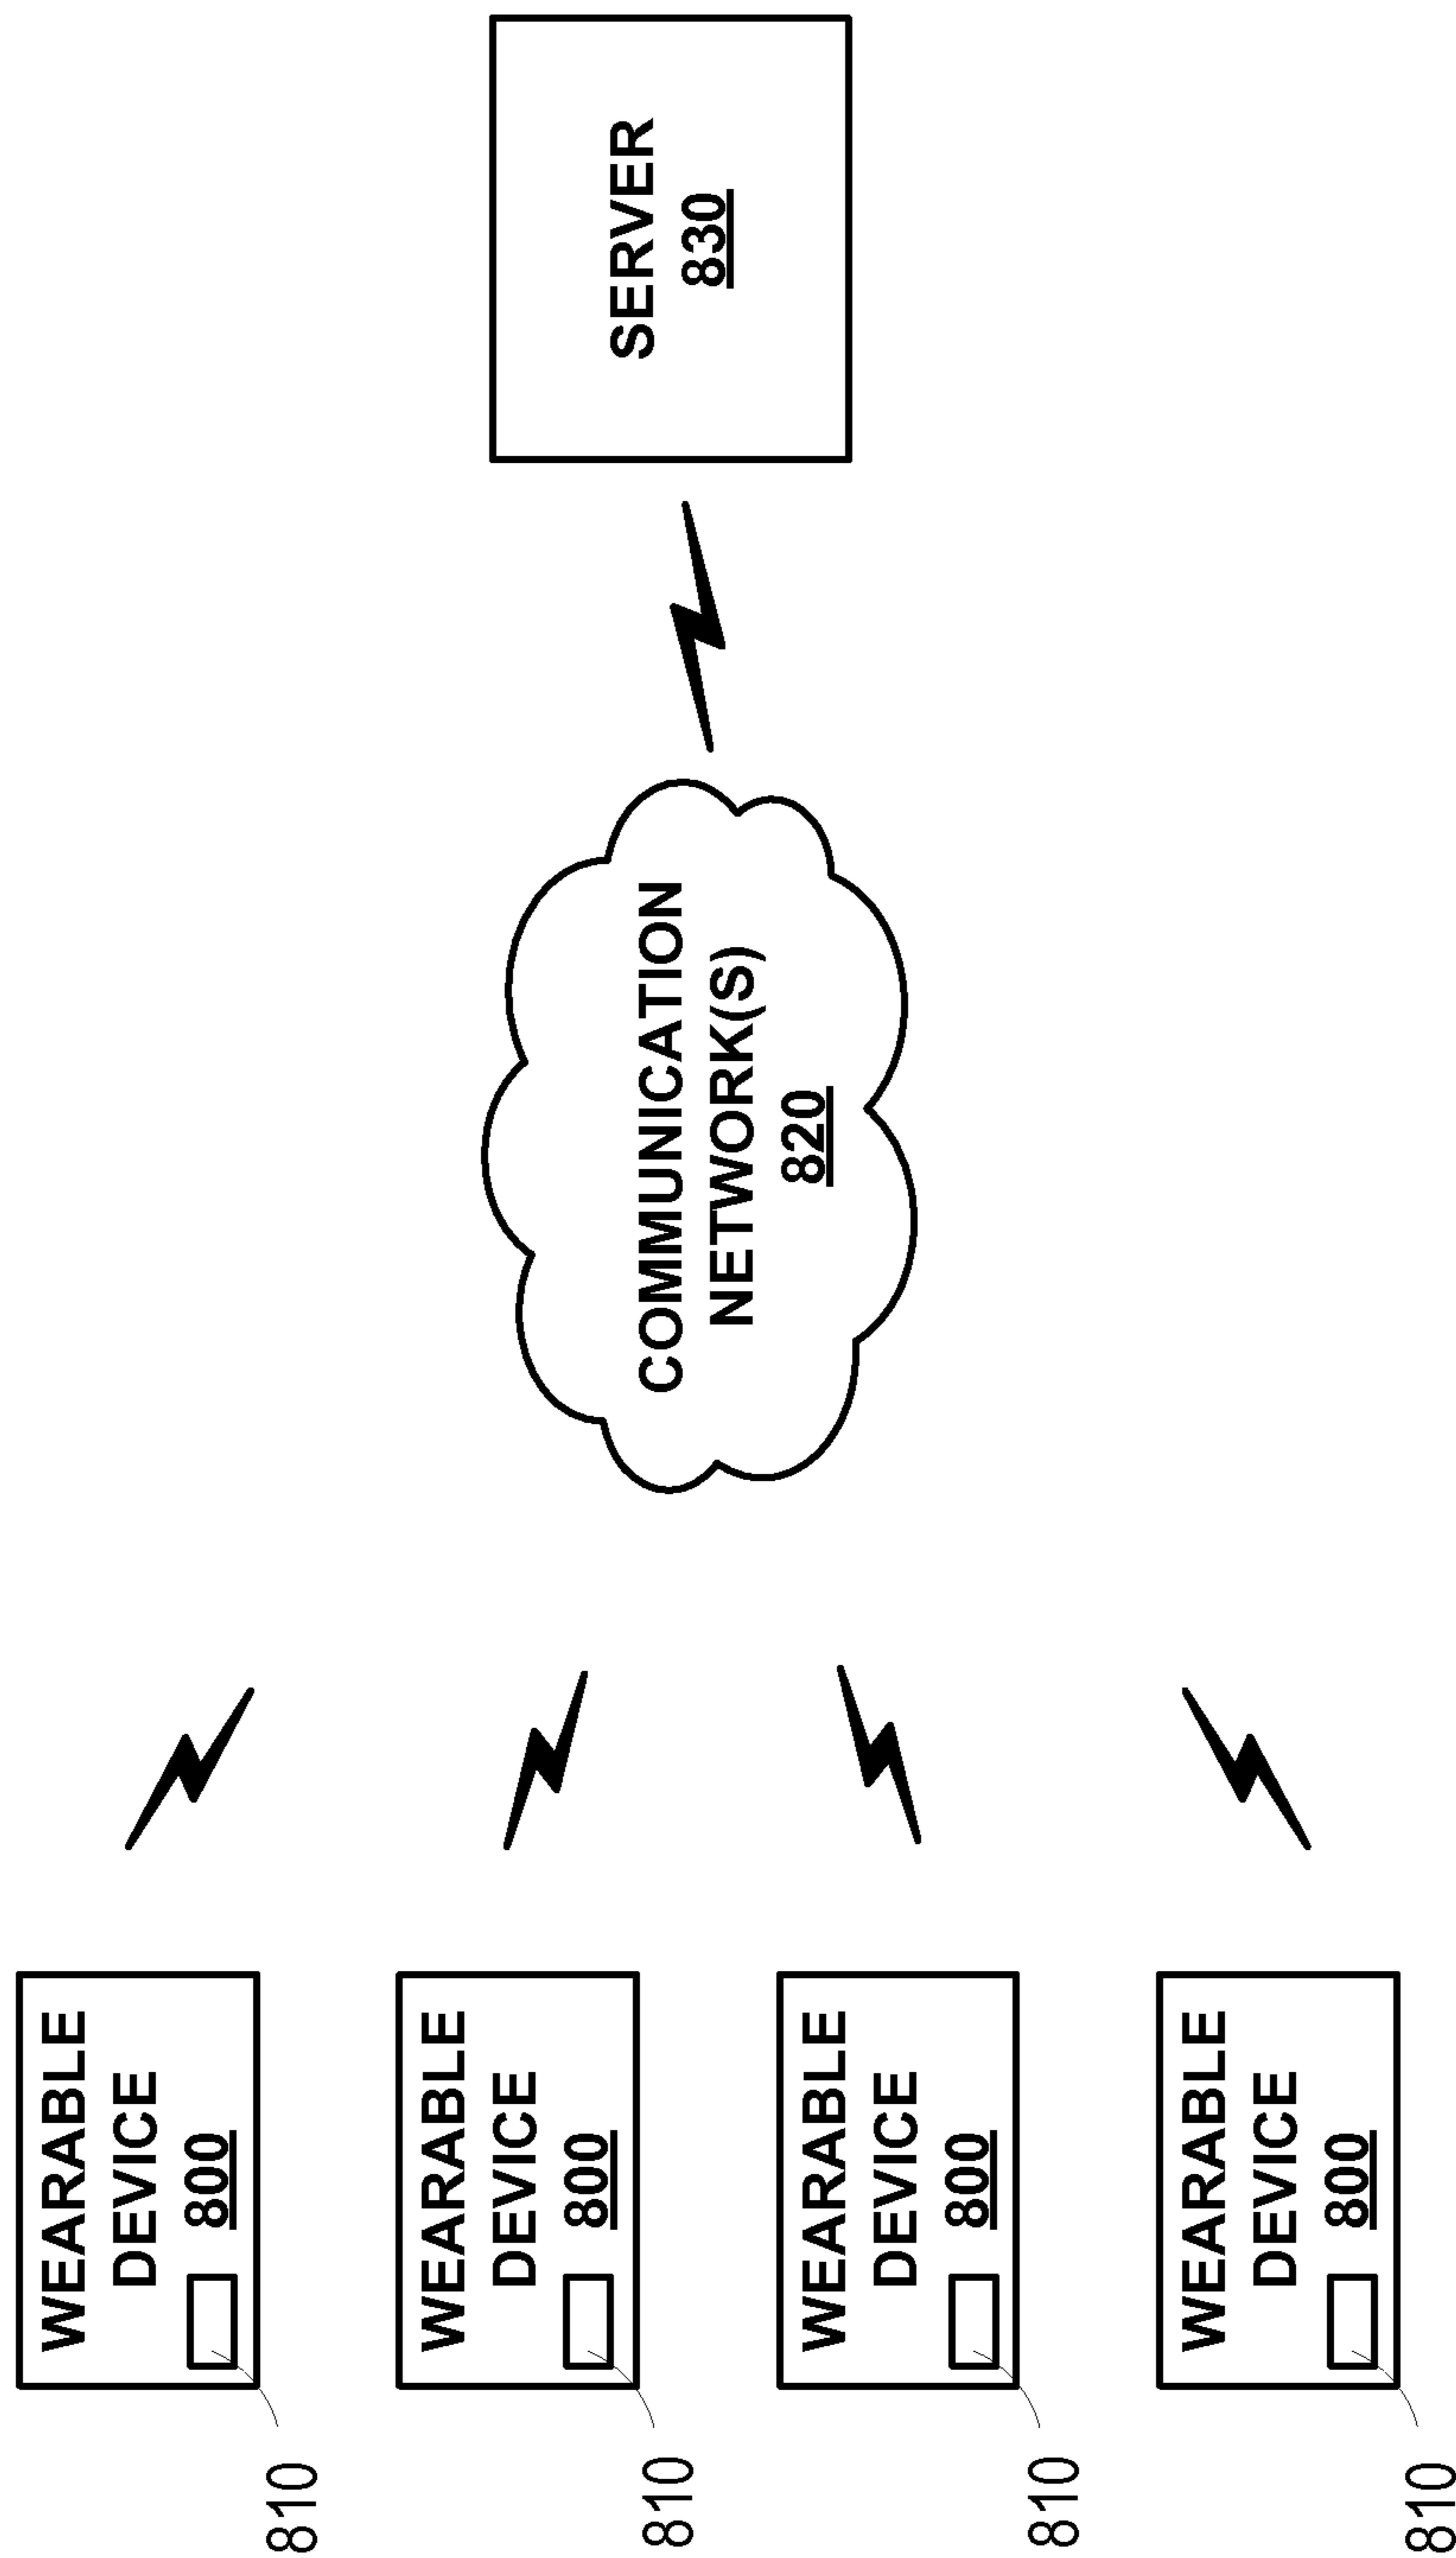 WEARABLE
DEVICE
800
810
WEARABLE
DEVICE
800
810
WEARABLE
DEVICE
800
810
WEARABLE
DEVICE
800
810
COMMUNICATION
NETWORK(S)
820
SERVER
830